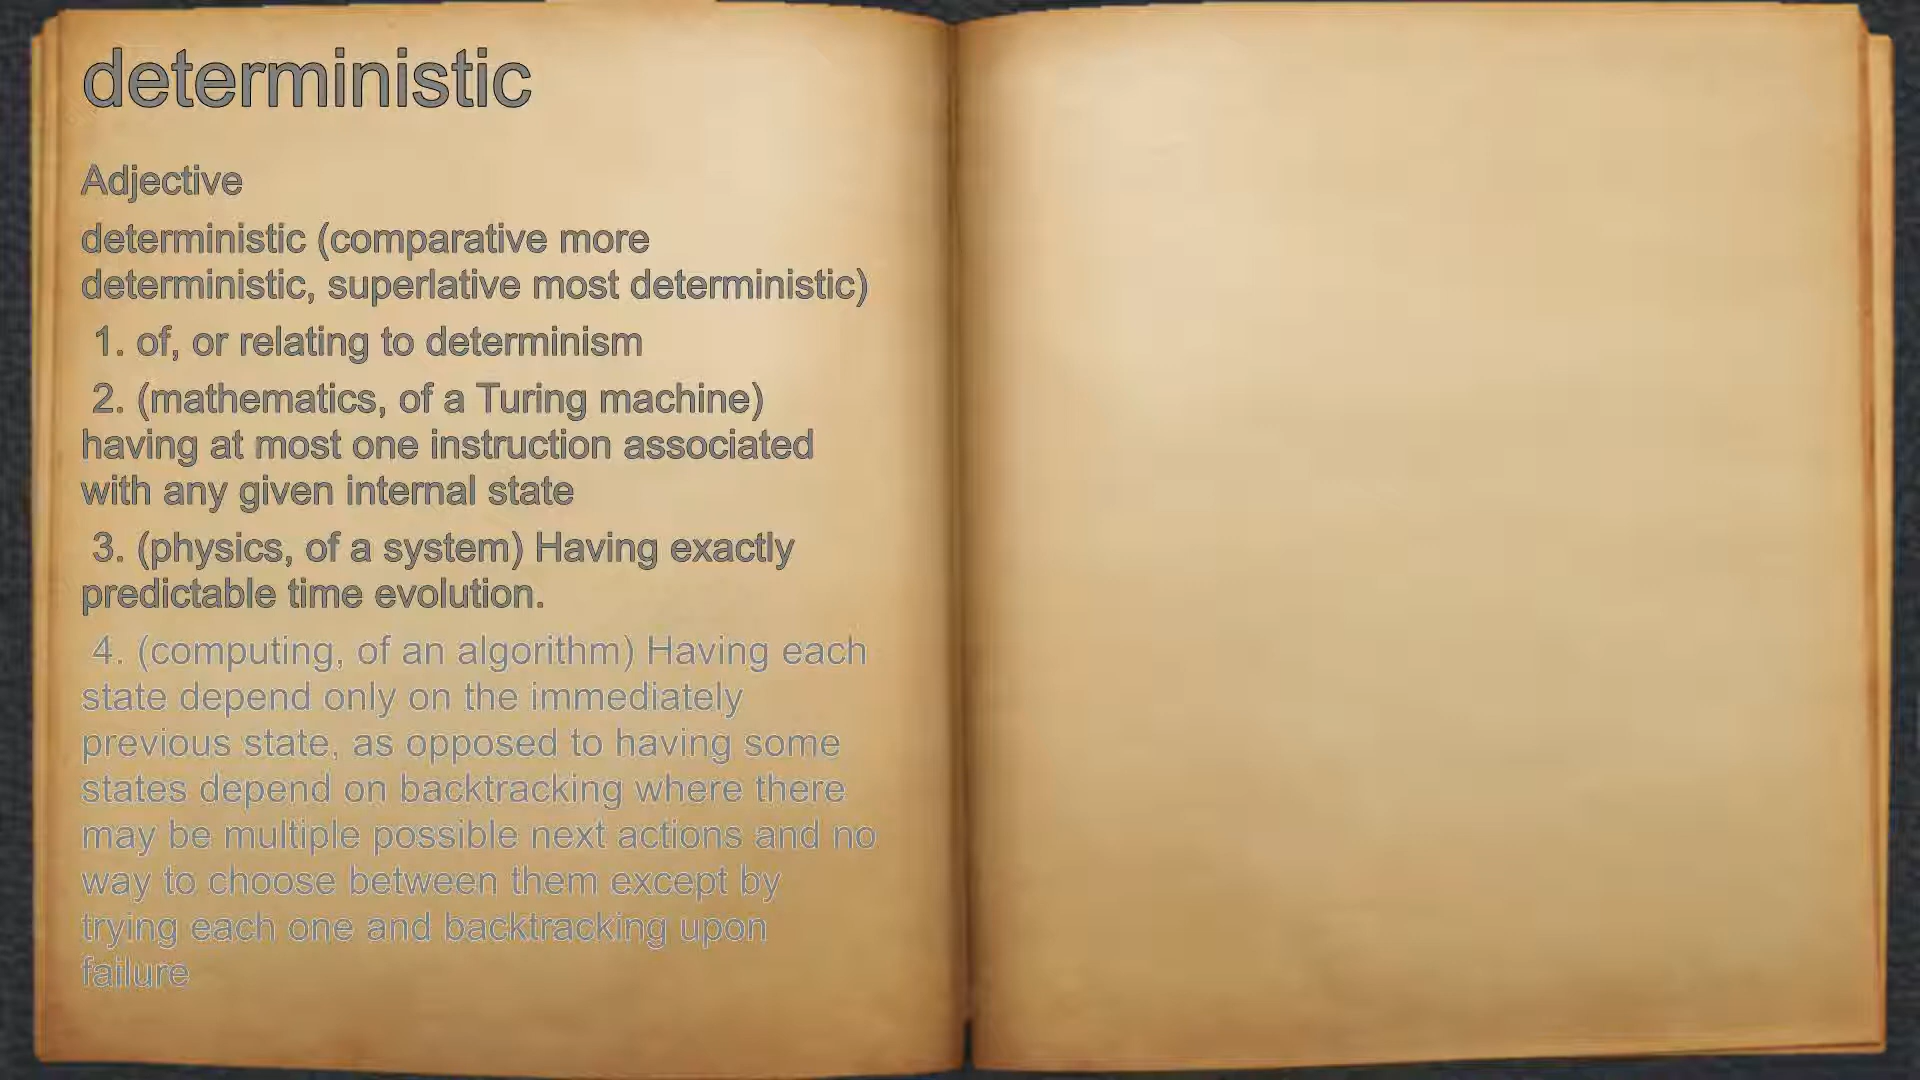 deterministic
Adjective
deterministic (comparative more
deterministic, superlative most deterministic)
1. of, or relating to determinism
2. (mathematics, of a Turing machine)
having at most one instruction associated
with any given internal state
3. (physics, of a system) Having exactly
predictable time evolution.
4. (computing, of an algorithm) Having each
state depend only on the immediately
previous state, as opposed to having some
states depend on backtracking where there
may be multiple possible next actions and no
way to choose between them except by
trying each one and backtracking upon
failure